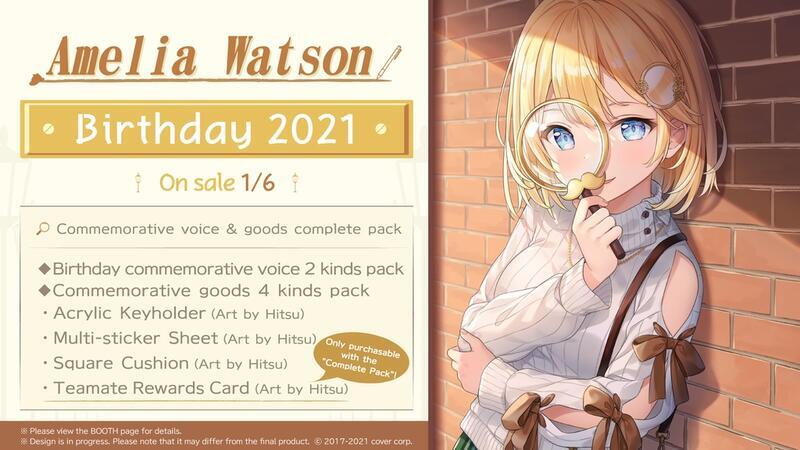 Amelia Watson
Birthday 2021
On sale 1/6
Commemorative voice & goods complete pack
◆Birthday commemorative voice 2 kinds pack
◆Commemorative goods 4 kinds pack
・Acrylic Keyholder (Art by Hitsu)
・Multi-sticker Sheet (Art by Hitsu)
・Square Cushion (Art by Hitsu)
・Teamate Rewards Card (Art by Hitsu)
Only purchasable
with the
"Complete Pack"!
※ Please view the BOOTH page for details.
※ Design is in progress. Please note that it may differ from the final product. © 2017-2021 cover corp.